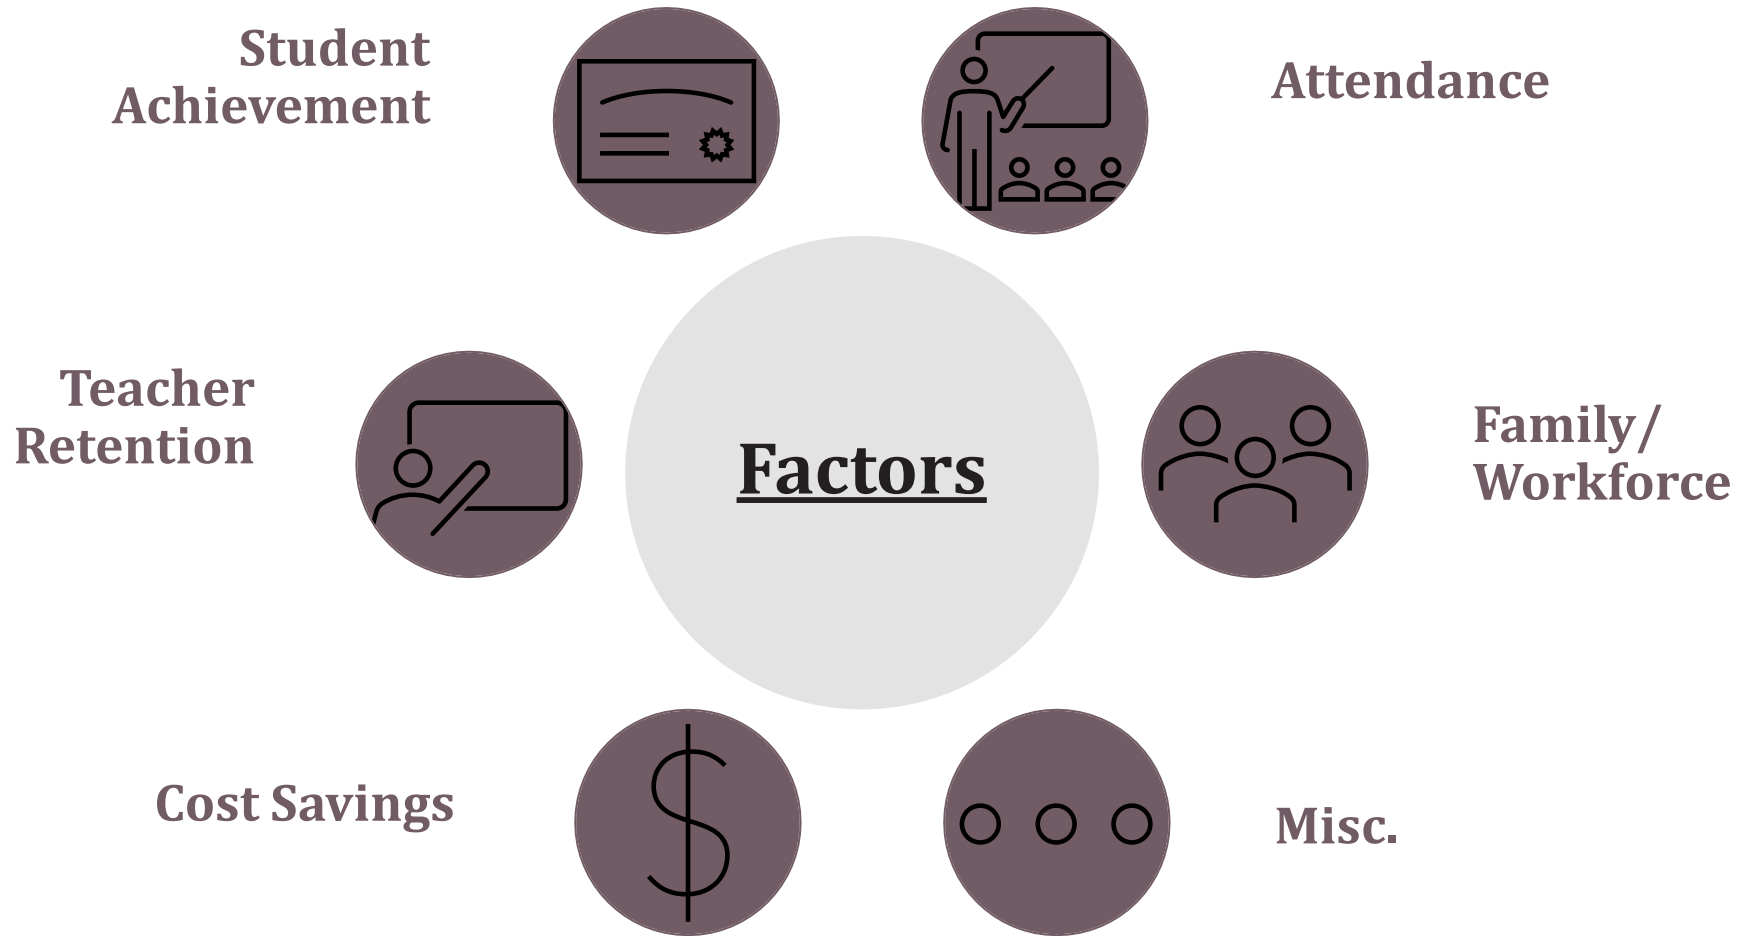 Student
Achievement
Attendance
Teacher
Retention
Factors
Family/
Workforce
Cost Savings
Misc.